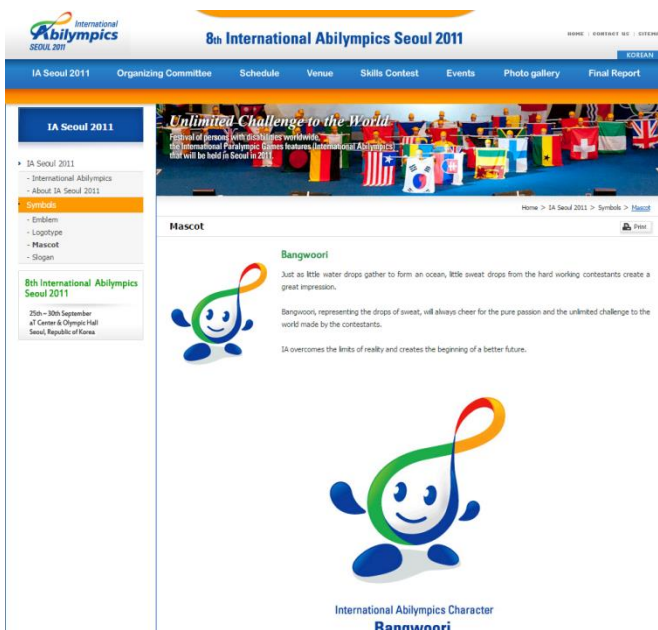 International
Abilympics
SEOUL 2011
8th International Abilympics Seoul 2011
HOME | CONTACT US | SITEMA
KOREAN
IA Seoul 2011 Organizing Committee Schedule Venue Skills Contest Events Photo gallery Final Report
IA Seoul 2011
IA Seoul 2011
- International Abilympics
- About IA Seoul 2011
Symbols
- Emblem
- Logotype
- Mascot
- Slogan
8th International Abilympics
Seoul 2011
25th ~ 30th September
aT Center & Olympic Hall
Seoul, Republic of Korea
Unlimited Challenge to the World
Festival of persons with disabilities worldwide,
the International Paralympic Games features (International Abilympics)
that will be held in Seoul in 2011.
Home > IA Seoul 2011 > Symbols > Mascot
Mascot
Print
Bangwoori
Just as little water drops gather to form an ocean, little sweat drops from the hard working contestants create a
great impression.
Bangwoori, representing the drops of sweat, will always cheer for the pure passion and the unlimited challenge to the
world made by the contestants.
IA overcomes the limits of reality and creates the beginning of a better future.
International Abilympics Character
Bangwoori